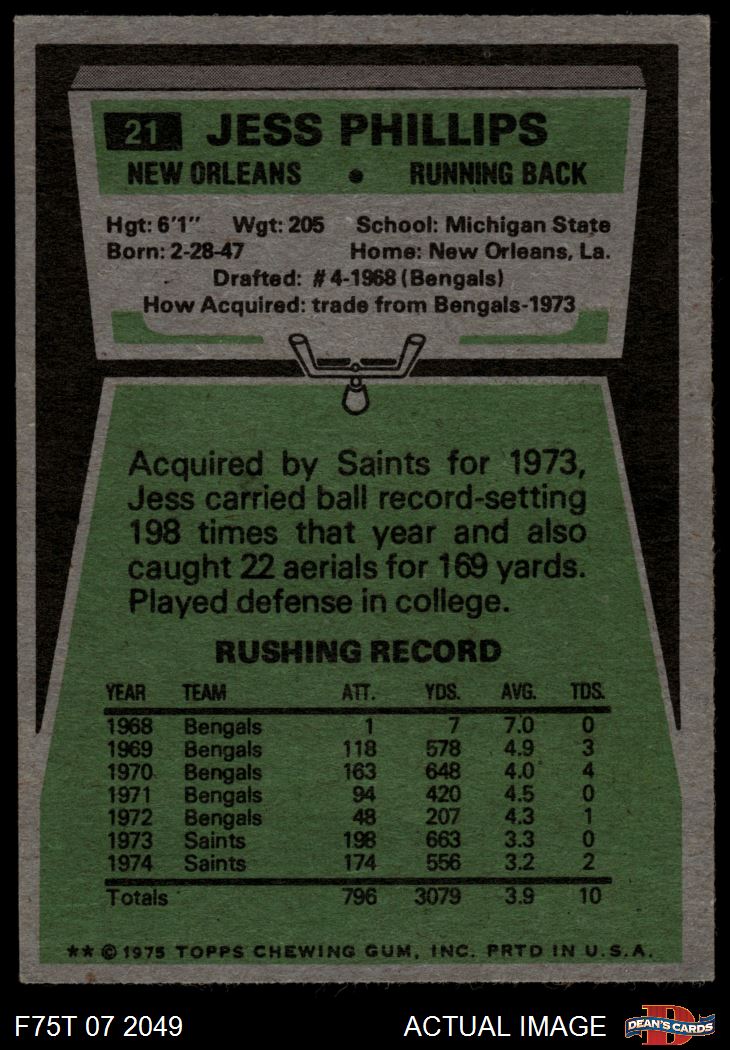 21 JESS PHILLIPS
NEW ORLEANS • RUNNING BACK
Hgt: 6'1" Wgt: 205 School: Michigan State
Born: 2-28-47 Home: New Orleans, La.
Drafted: #4-1968 (Bengals)
How Acquired: trade from Bengals-1973
Acquired by Saints for 1973,
Jess carried ball record-setting
198 times that year and also
caught 22 aerials for 169 yards.
Played defense in college.
RUSHING RECORD
YEAR TEAM ATT. YDS. AVG. TDS.
1968 Bengals 1 7 7.0 0
1969 Bengals 118 578 4.9 3
1970 Bengals 163 648 4.0 4
1971 Bengals 94 420 4.5 0
1972 Bengals 48 207 4.3 1
1973 Saints 198 663 3.3 0
1974 Saints 174 556 3.2 2
Totals 796 3079 3.9 10
** © 1975 TOPPS CHEWING GUM, INC. PRTD IN U.S.A.
F75T 07 2049 ACTUAL IMAGE DEAN'S CARDS